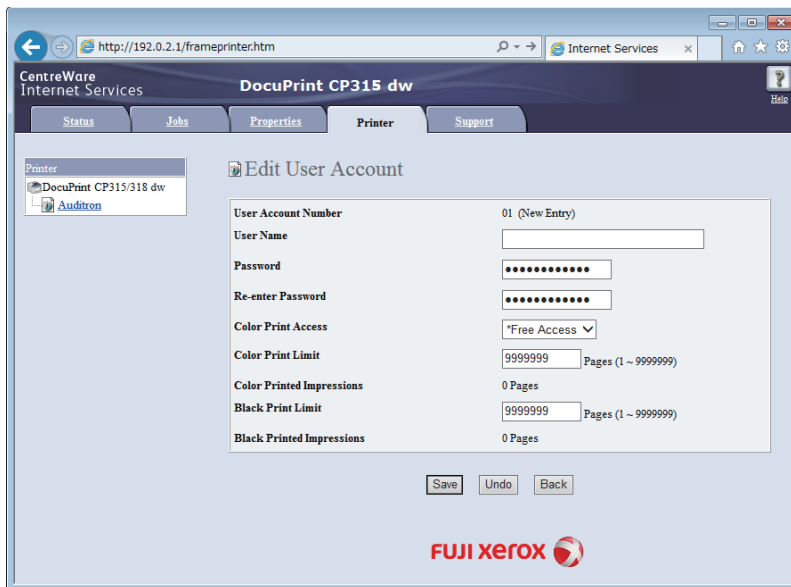 http://192.0.2.1/frameprinter.htm
Internet Services
CentreWare
Internet Services
DocuPrint CP315 dw
Help
Status
Jobs
Properties
Printer
Support
Printer
DocuPrint CP315/318 dw
Auditron
Edit User Account
User Account Number 01 (New Entry)
User Name
Password ••••••••••••
Re-enter Password ••••••••••••
Color Print Access *Free Access
Color Print Limit 9999999 Pages (1 ~ 9999999)
Color Printed Impressions 0 Pages
Black Print Limit 9999999 Pages (1 ~ 9999999)
Black Printed Impressions 0 Pages
Save Undo Back
FUJI xerox